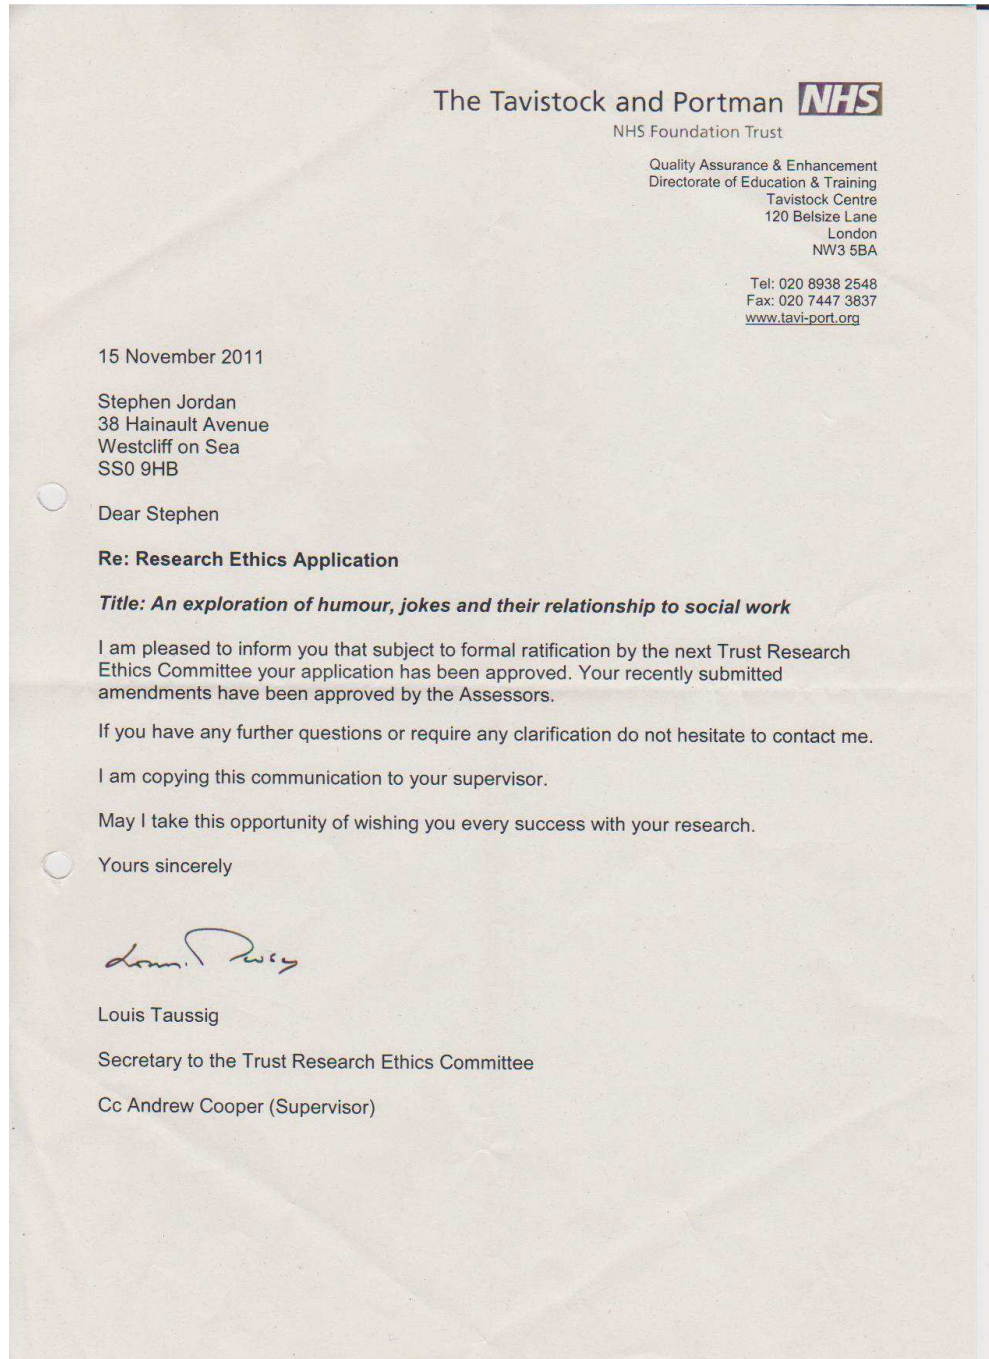 The Tavistock and Portman NHS
NHS Foundation Trust
Quality Assurance & Enhancement
Directorate of Education & Training
Tavistock Centre
120 Belsize Lane
London
NW3 5BA
Tel: 020 8938 2548
Fax: 020 7447 3837
www.tavi-port.org
15 November 2011
Stephen Jordan
38 Hainault Avenue
Westcliff on Sea
SS0 9HB
Dear Stephen
Re: Research Ethics Application
Title: An exploration of humour, jokes and their relationship to social work
I am pleased to inform you that subject to formal ratification by the next Trust Research
Ethics Committee your application has been approved. Your recently submitted
amendments have been approved by the Assessors.
If you have any further questions or require any clarification do not hesitate to contact me.
I am copying this communication to your supervisor.
May I take this opportunity of wishing you every success with your research.
Yours sincerely
Louis Taussig
Secretary to the Trust Research Ethics Committee
Cc Andrew Cooper (Supervisor)